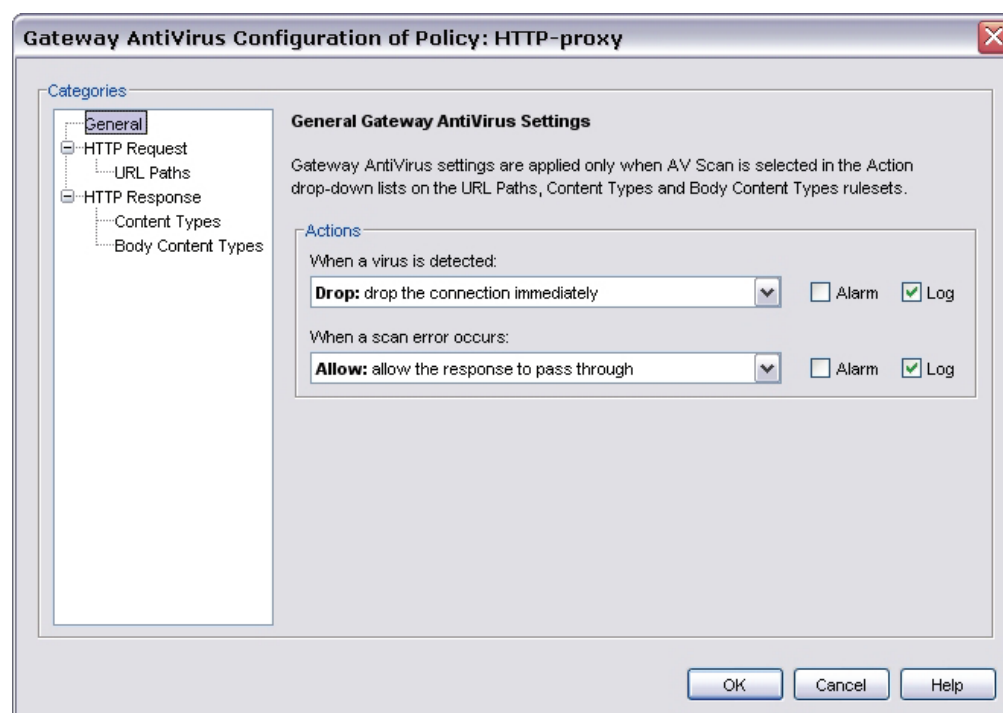 Gateway AntiVirus Configuration of Policy: HTTP-proxy
Categories
General
HTTP Request
URL Paths
HTTP Response
Content Types
Body Content Types
General Gateway AntiVirus Settings
Gateway AntiVirus settings are applied only when AV Scan is selected in the Action
drop-down lists on the URL Paths, Content Types and Body Content Types rulesets.
Actions
When a virus is detected:
Drop: drop the connection immediately
Alarm
Log
When a scan error occurs:
Allow: allow the response to pass through
Alarm
Log
OK
Cancel
Help